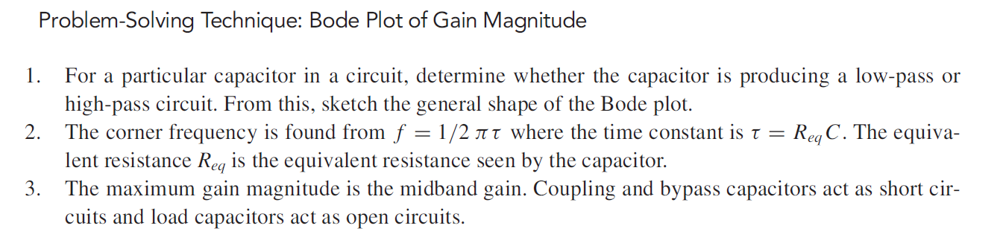 Problem-Solving Technique: Bode Plot of Gain Magnitude
1. For a particular capacitor in a circuit, determine whether the capacitor is producing a low-pass or
high-pass circuit. From this, sketch the general shape of the Bode plot.
2. The corner frequency is found from f = 1/2 π τ where the time constant is τ = R_{eq}C. The equiva-
lent resistance R_{eq} is the equivalent resistance seen by the capacitor.
3. The maximum gain magnitude is the midband gain. Coupling and bypass capacitors act as short cir-
cuits and load capacitors act as open circuits.